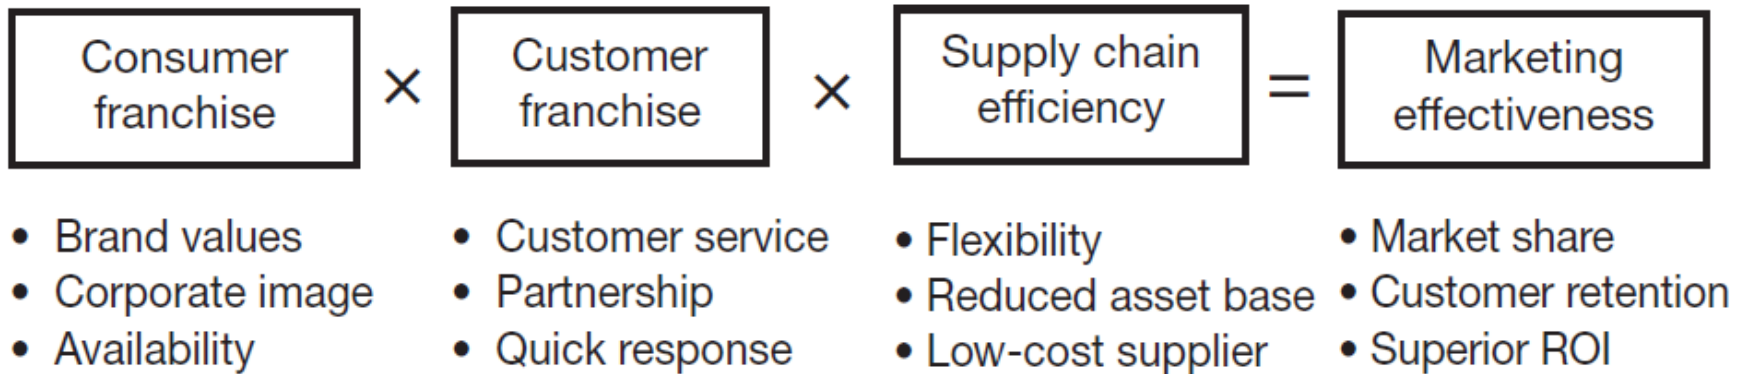 Consumer
franchise
×
Customer
franchise
×
Supply chain
efficiency
=
Marketing
effectiveness
• Brand values
• Corporate image
• Availability
• Customer service
• Partnership
• Quick response
• Flexibility
• Reduced asset base
• Low-cost supplier
• Market share
• Customer retention
• Superior ROI